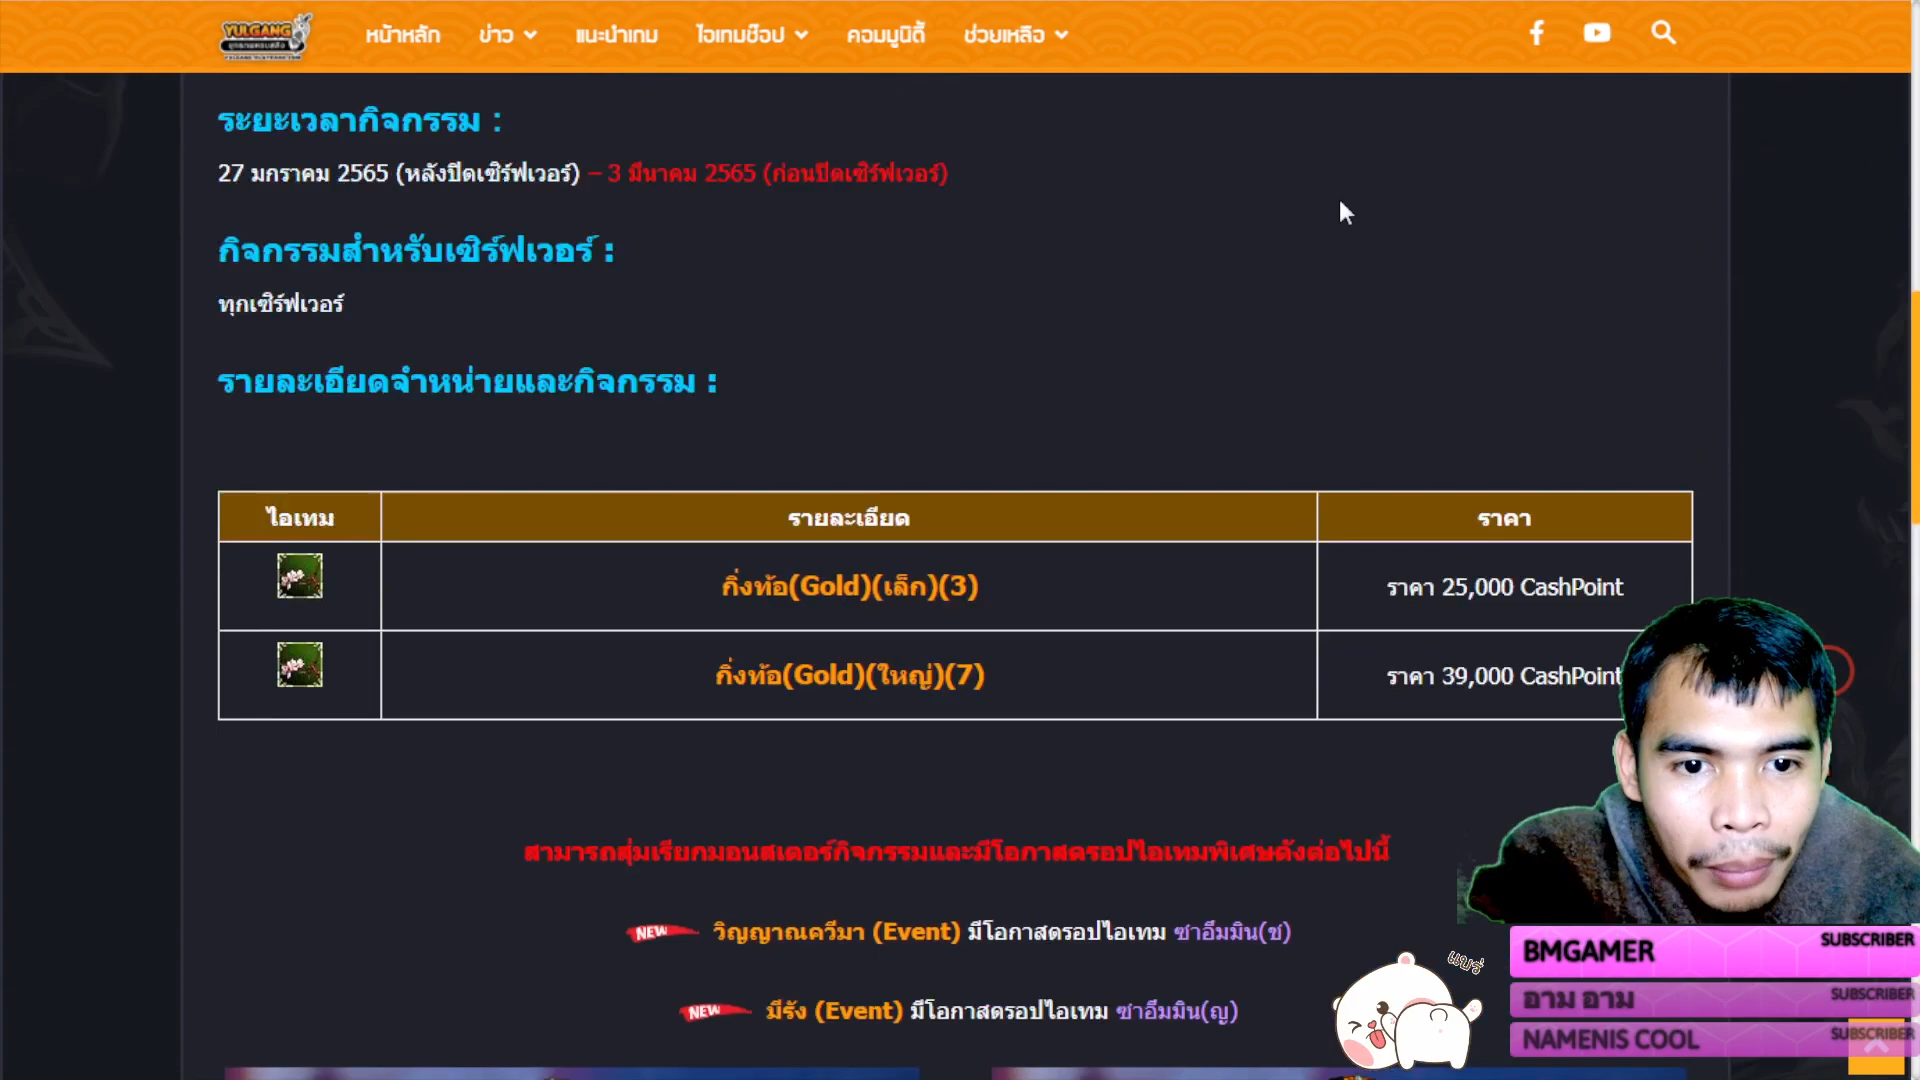 YULGANG
หน้าหลัก ข่าว แนะนำเกม ไอเทมช็อป คอมมูนิตี้ ช่วยเหลือ
ระยะเวลากิจกรรม :
27 มกราคม 2565 (หลังปิดเซิร์ฟเวอร์) – 3 มีนาคม 2565 (ก่อนปิดเซิร์ฟเวอร์)
กิจกรรมสำหรับเซิร์ฟเวอร์ :
ทุกเซิร์ฟเวอร์
รายละเอียดจำหน่ายและกิจกรรม :
ไอเทม รายละเอียด ราคา
กิ่งท้อ(Gold)(เล็ก)(3) ราคา 25,000 CashPoint
กิ่งท้อ(Gold)(ใหญ่)(7) ราคา 39,000 CashPoint
สามารถสุ่มเรียกมอนสเตอร์กิจกรรมและมีโอกาสดรอปไอเทมพิเศษดังต่อไปนี้
NEW วิญญาณควีมา (Event) มีโอกาสดรอปไอเทม ซาอึมมิน(ช)
NEW มีรัง (Event) มีโอกาสดรอปไอเทม ซาอึมมิน(ญ)
แบร่
BMGAMER SUBSCRIBER
อาม อาม SUBSCRIBER
NAMENIS COOL SUBSCRIBER